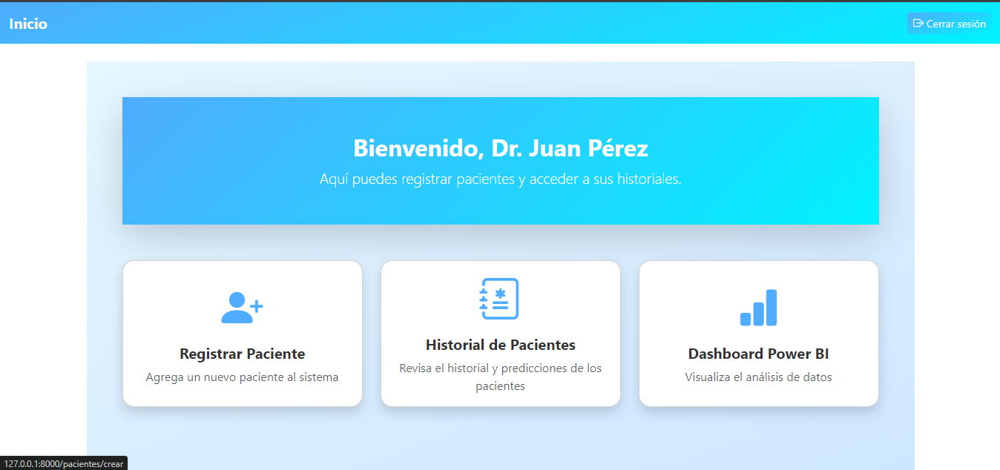 Inicio
Cerrar sesión
Bienvenido, Dr. Juan Pérez
Aquí puedes registrar pacientes y acceder a sus historiales.
Registrar Paciente
Agrega un nuevo paciente al sistema
Historial de Pacientes
Revisa el historial y predicciones de los
pacientes
Dashboard Power BI
Visualiza el análisis de datos
127.0.0.1:8000/pacientes/crear